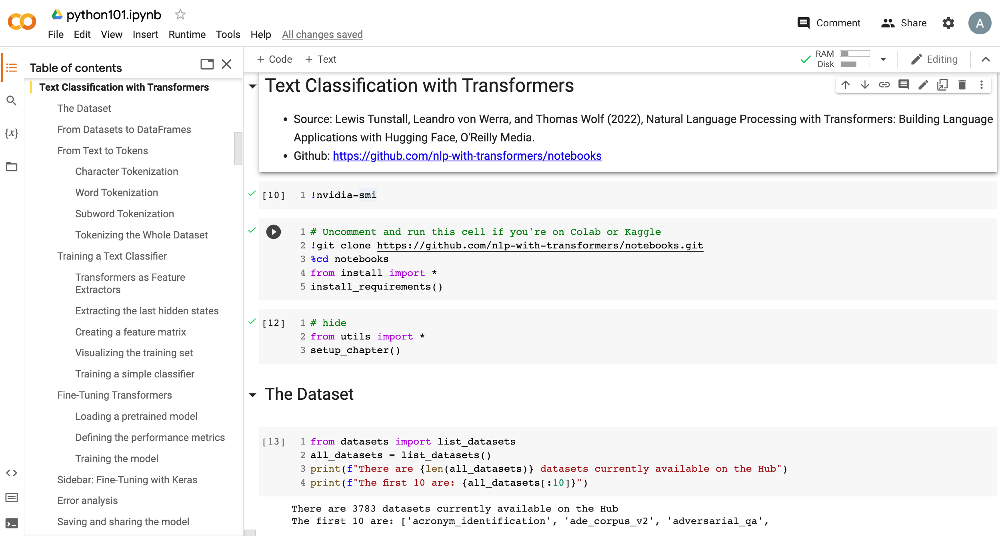 python101.ipynb
File Edit View Insert Runtime Tools Help All changes saved
Comment Share A
Table of contents
Text Classification with Transformers
The Dataset
From Datasets to DataFrames
From Text to Tokens
Character Tokenization
Word Tokenization
Subword Tokenization
Tokenizing the Whole Dataset
Training a Text Classifier
Transformers as Feature
Extractors
Extracting the last hidden states
Creating a feature matrix
Visualizing the training set
Training a simple classifier
Fine-Tuning Transformers
Loading a pretrained model
Defining the performance metrics
Training the model
Sidebar: Fine-Tuning with Keras
Error analysis
Saving and sharing the model
{x}
+ Code + Text
RAM
Disk
Editing
Text Classification with Transformers
• Source: Lewis Tunstall, Leandro von Werra, and Thomas Wolf (2022), Natural Language Processing with Transformers: Building Language
Applications with Hugging Face, O'Reilly Media.
• Github: https://github.com/nlp-with-transformers/notebooks
[10] 1 !nvidia-smi
1 # Uncomment and run this cell if you're on Colab or Kaggle
2 !git clone https://github.com/nlp-with-transformers/notebooks.git
3 %cd notebooks
4 from install import *
5 install_requirements()
[12] 1 # hide
2 from utils import *
3 setup_chapter()
The Dataset
[13] 1 from datasets import list_datasets
2 all_datasets = list_datasets()
3 print(f"There are {len(all_datasets)} datasets currently available on the Hub")
4 print(f"The first 10 are: {all_datasets[:10]}")
There are 3783 datasets currently available on the Hub
The first 10 are: ['acronym_identification', 'ade_corpus_v2', 'adversarial_qa',